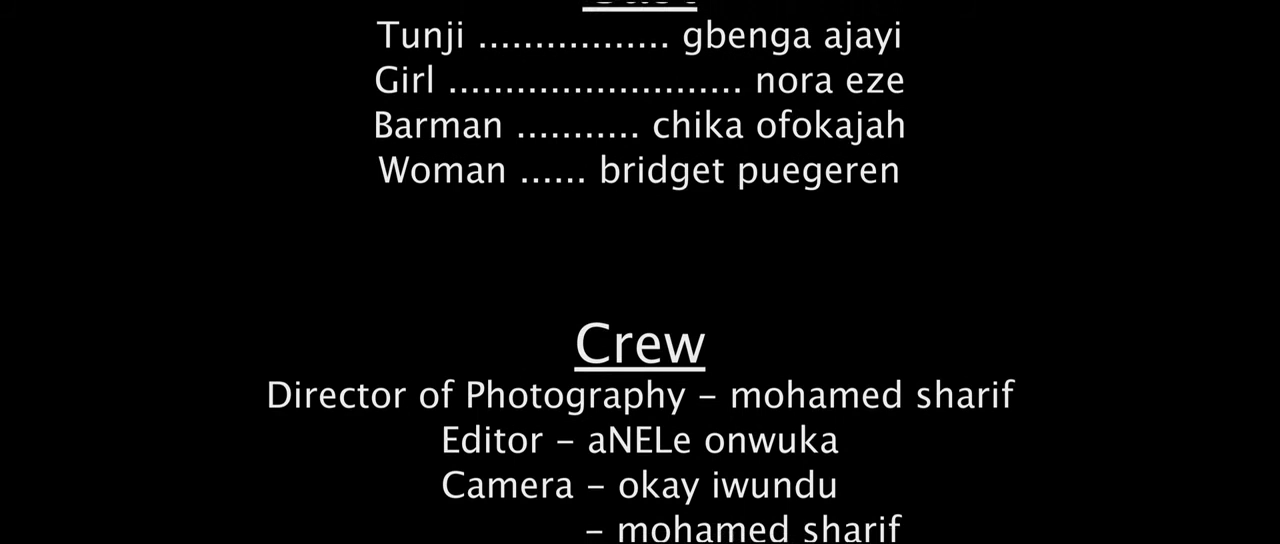 Tunji ................. gbenga ajayi
Girl .......................... nora eze
Barman ........... chika ofokajah
Woman ...... bridget puegeren
Crew
Director of Photography – mohamed sharif
Editor – aNELe onwuka
Camera – okay iwundu
– mohamed sharif